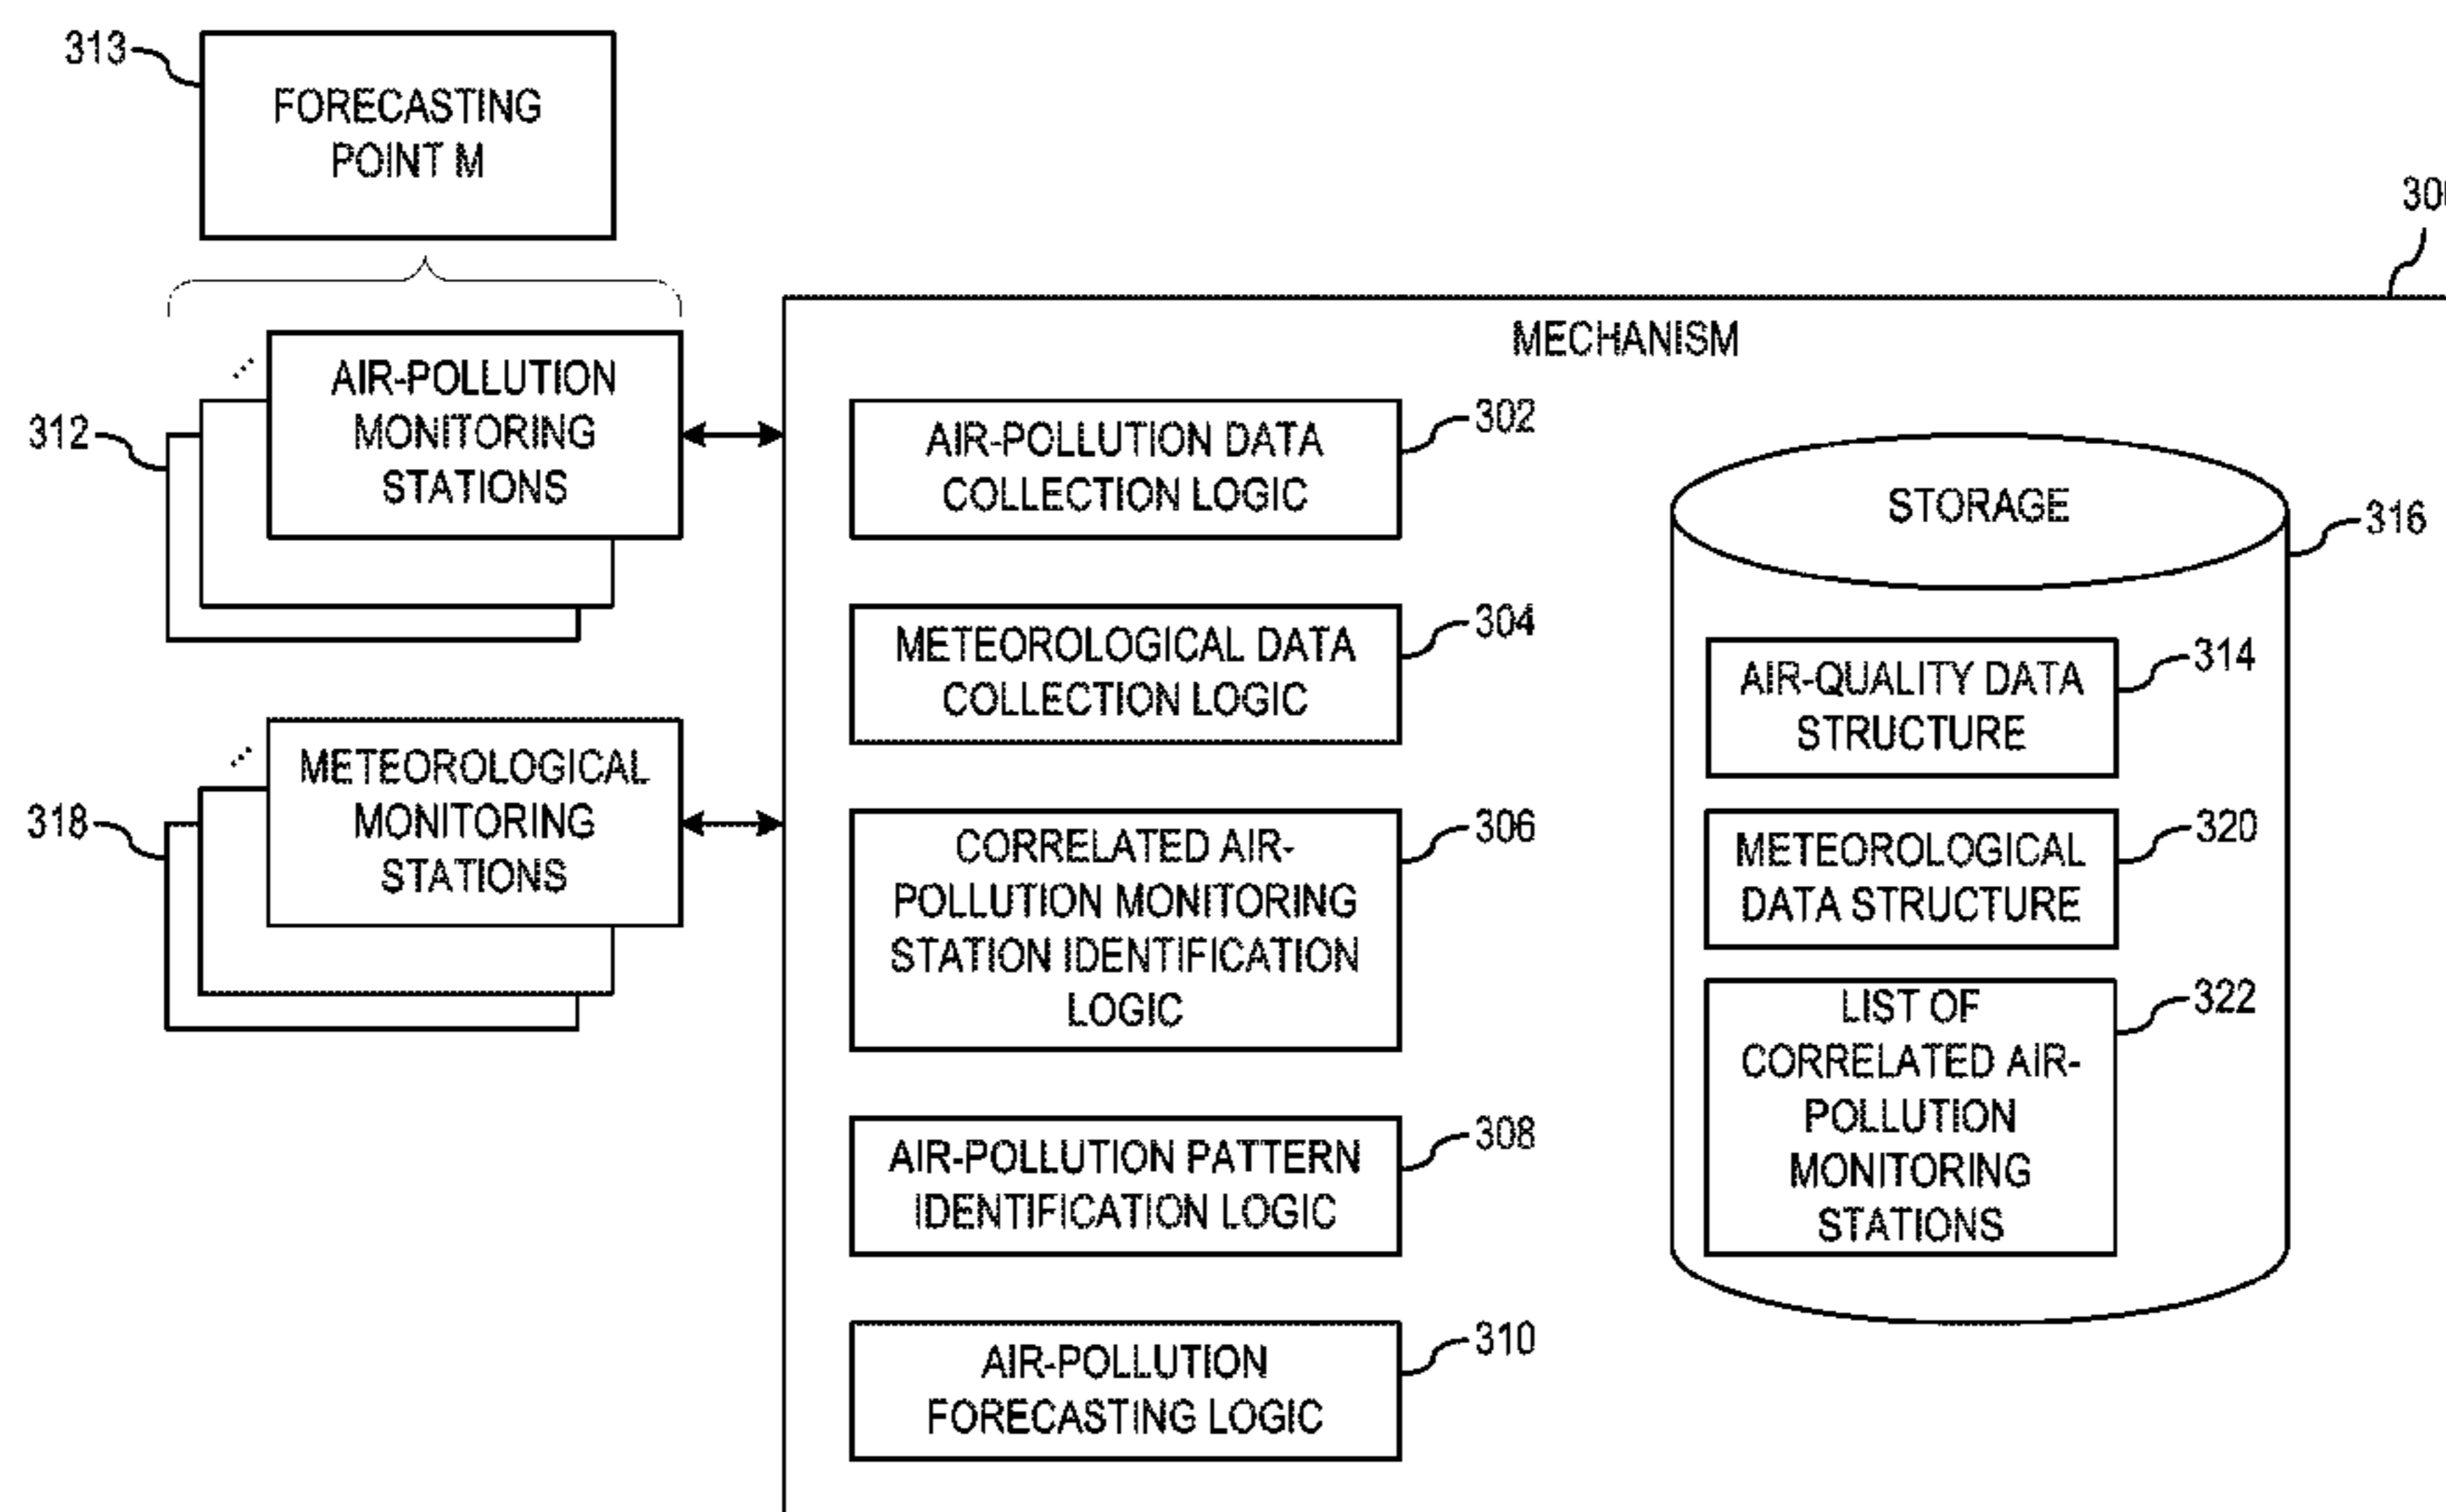 313
FORECASTING
POINT M
312
AIR-POLLUTION
MONITORING
STATIONS
318
METEOROLOGICAL
MONITORING
STATIONS
MECHANISM
302
AIR-POLLUTION DATA
COLLECTION LOGIC
304
METEOROLOGICAL DATA
COLLECTION LOGIC
306
CORRELATED AIR-
POLLUTION MONITORING
STATION IDENTIFICATION
LOGIC
308
AIR-POLLUTION PATTERN
IDENTIFICATION LOGIC
310
AIR-POLLUTION
FORECASTING LOGIC
STORAGE
316
314
AIR-QUALITY DATA
STRUCTURE
320
METEOROLOGICAL
DATA STRUCTURE
322
LIST OF
CORRELATED AIR-
POLLUTION
MONITORING
STATIONS